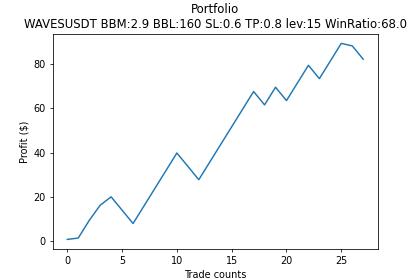 Portfolio
WAVESUSDT BBM:2.9 BBL:160 SL:0.6 TP:0.8 lev:15 WinRatio:68.0
80
60
40
20
0
Profit ($)
0 5 10 15 20 25
Trade counts